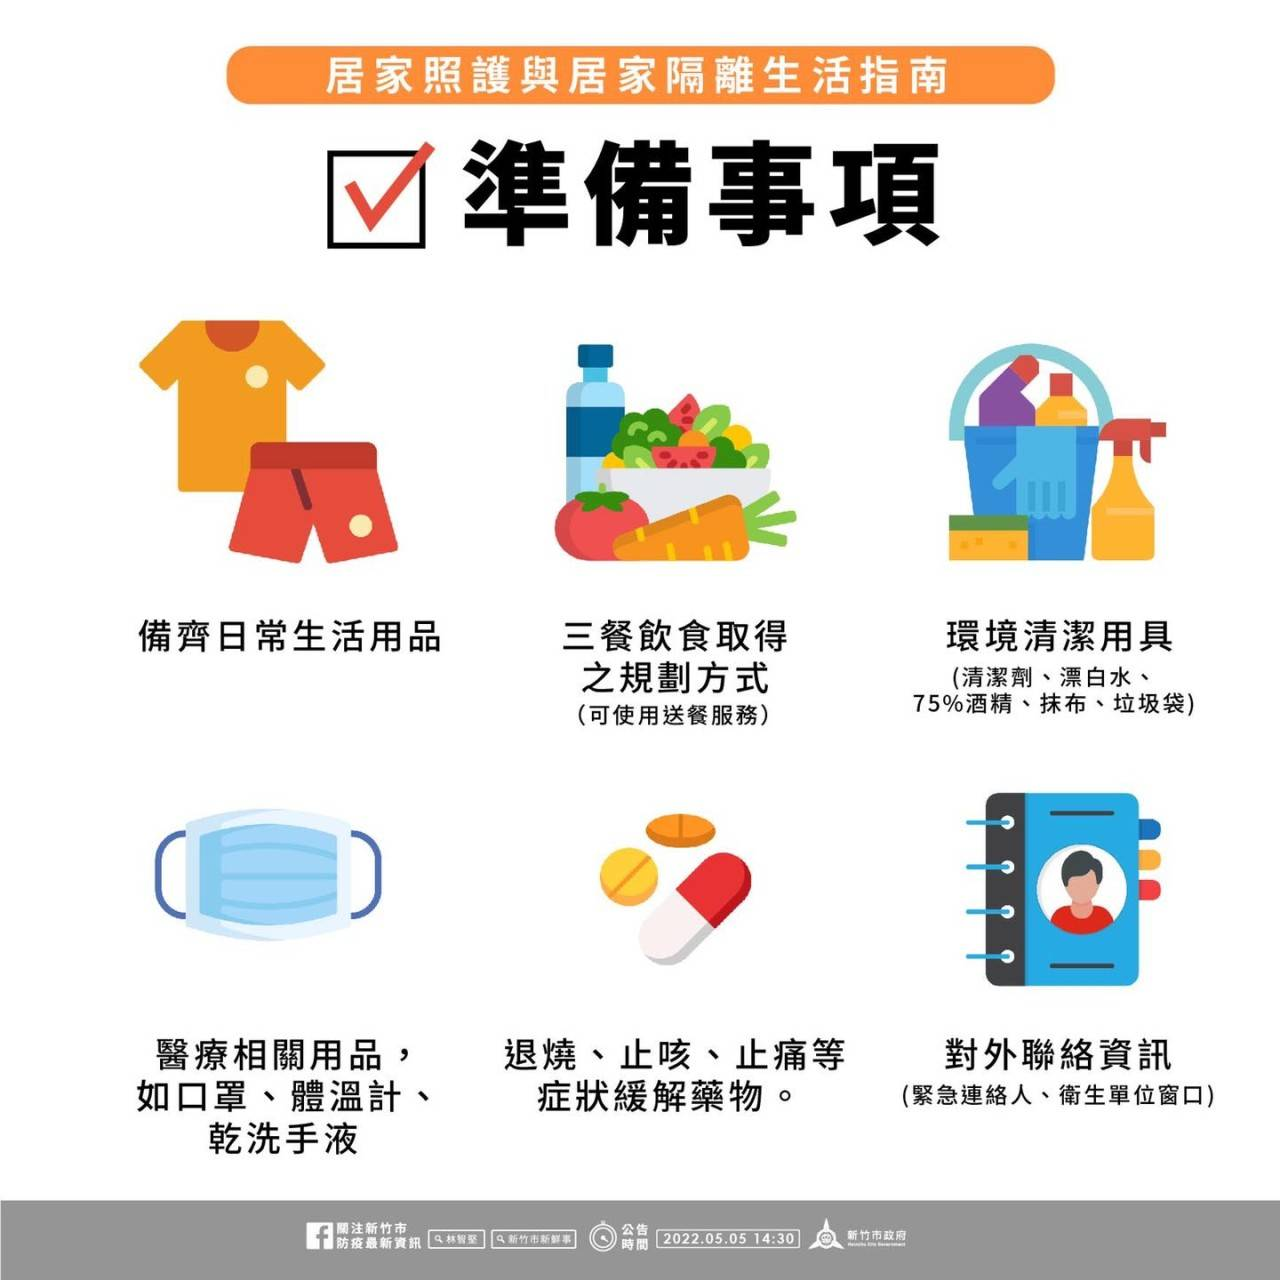 居家照護與居家隔離生活指南
準備事項
備齊日常生活用品
三餐飲食取得
之規劃方式
（可使用送餐服務）
環境清潔用具
(清潔劑、漂白水、
75%酒精、抹布、垃圾袋)
醫療相關用品，
如口罩、體溫計、
乾洗手液
退燒、止咳、止痛等
症狀緩解藥物。
對外聯絡資訊
(緊急連絡人、衛生單位窗口)
關注新竹市
防疫最新資訊
林智堅
新竹市新鮮事
公告
時間
2022.05.05 14:30
新竹市政府
Hsinchu City Government